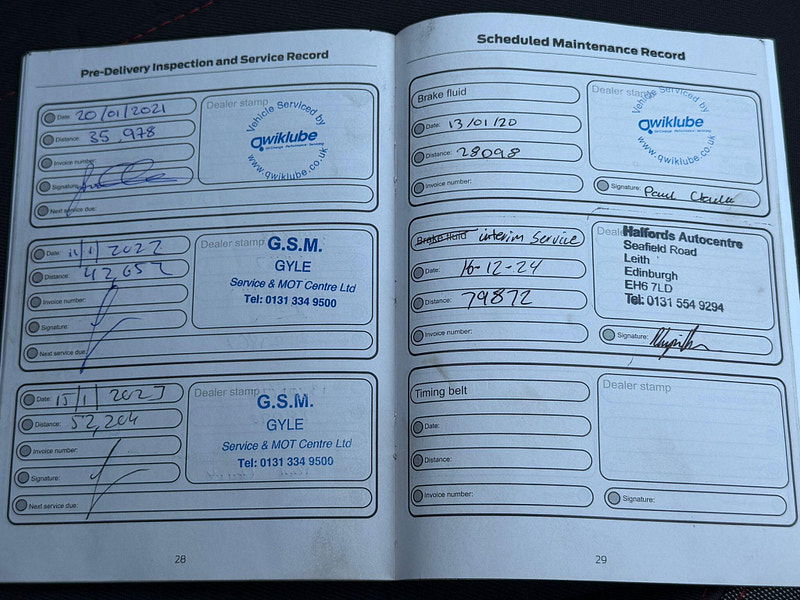 Pre-Delivery Inspection and Service Record
Date: 20/01/2021
Distance: 35,978
Invoice number:
Signature:
Next service due:
Dealer stamp
Vehicle Serviced by
Qwiklube
www.qwiklube.co.uk
Date: 11/1/2022
Distance: 42,652
Invoice number:
Signature:
Next service due:
Dealer stamp
G.S.M.
GYLE
Service & MOT Centre Ltd
Tel: 0131 334 9500
Date: 15/1/2023
Distance: 52,204
Invoice number:
Signature:
Next service due:
Dealer stamp
G.S.M.
GYLE
Service & MOT Centre Ltd
Tel: 0131 334 9500
28
Scheduled Maintenance Record
Brake fluid
Date: 13/01/20
Distance: 28098
Invoice number:
Dealer stamp
Vehicle Serviced by
Qwiklube
www.qwiklube.co.uk
Signature: Paul
Brake fluid interim Service
Date: 16-12-24
Distance: 79872
Invoice number:
Halfords Autocentre
Seafield Road
Leith
Edinburgh
EH6 7LD
Tel: 0131 554 9294
Signature:
Timing belt
Date:
Distance:
Invoice number:
Dealer stamp
Signature:
29